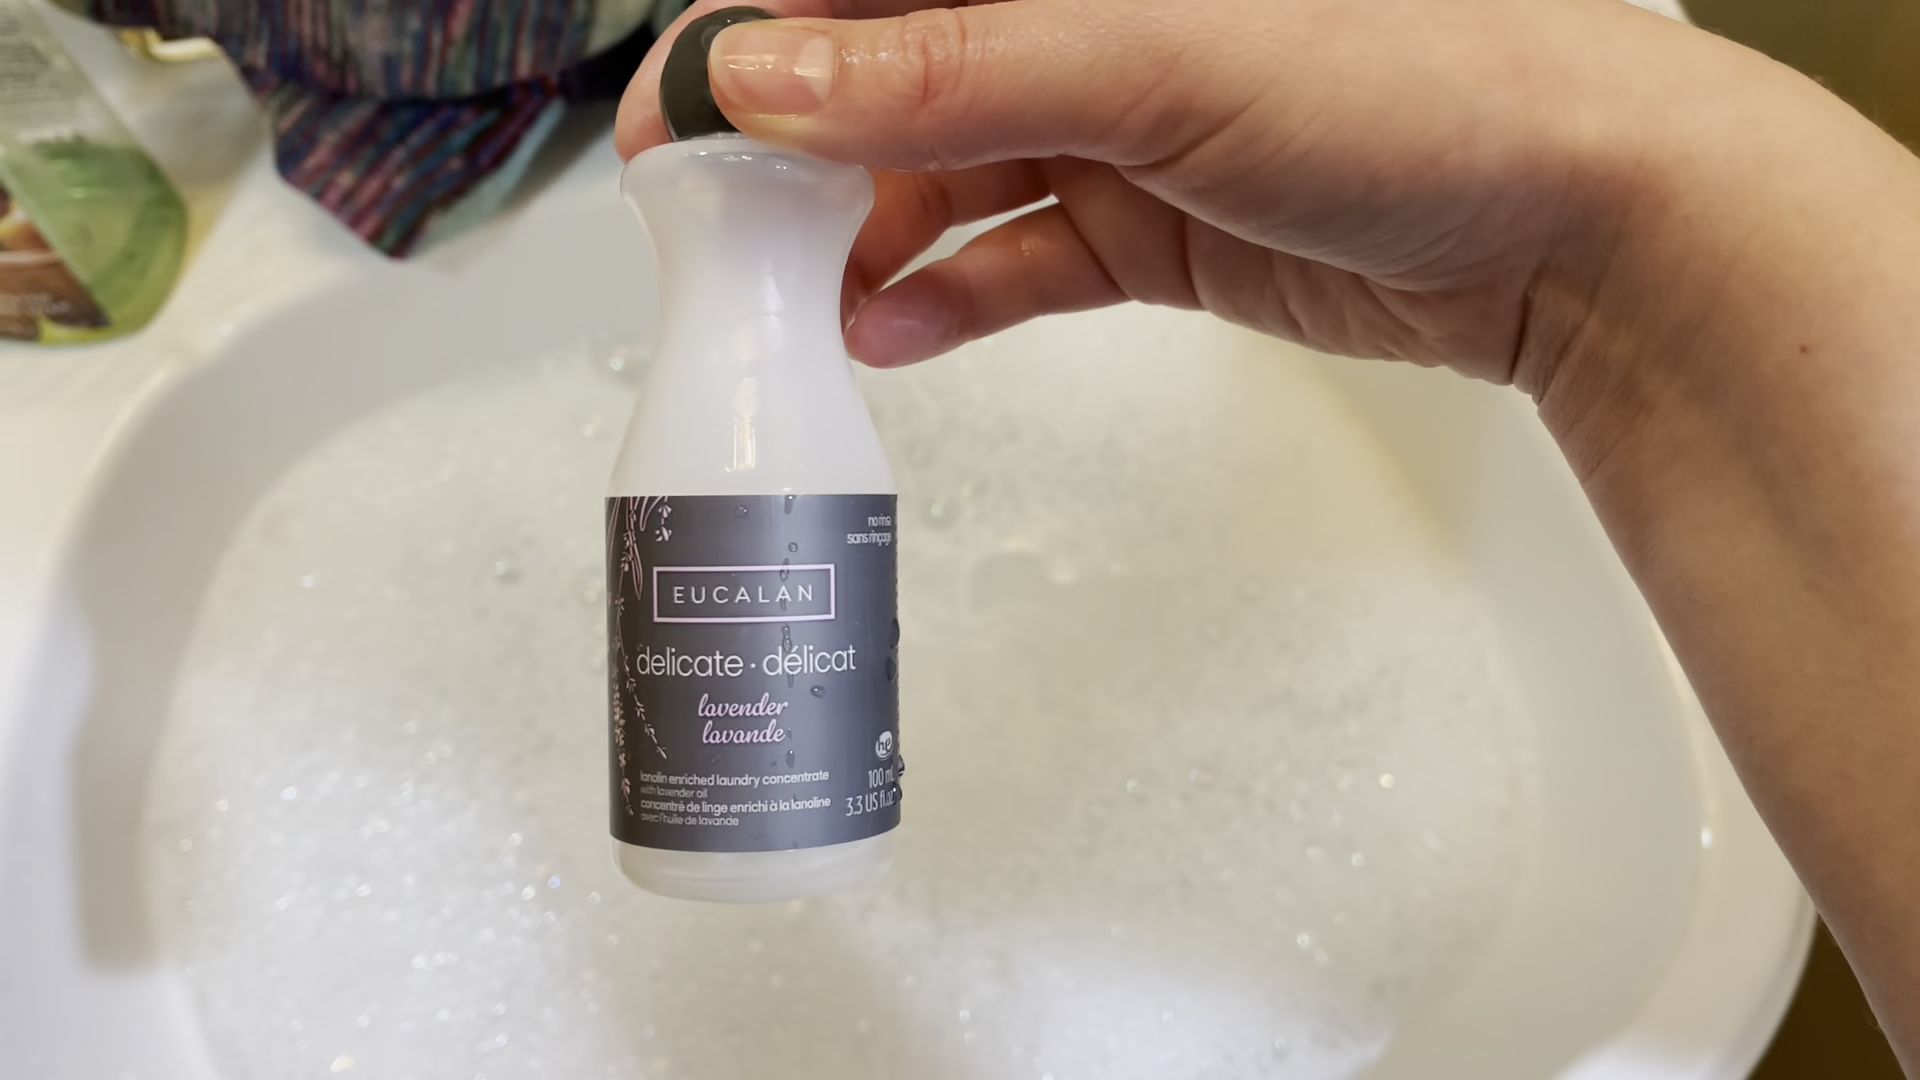 no rinse
sans rinçage
EUCALAN
delicate · délicat
lavender
lavande
he
lanolin enriched laundry concentrate
with lavender oil
concentré de linge enrichi à la lanoline
avec l'huile de lavande
100 mL
3.3 US fl.oz